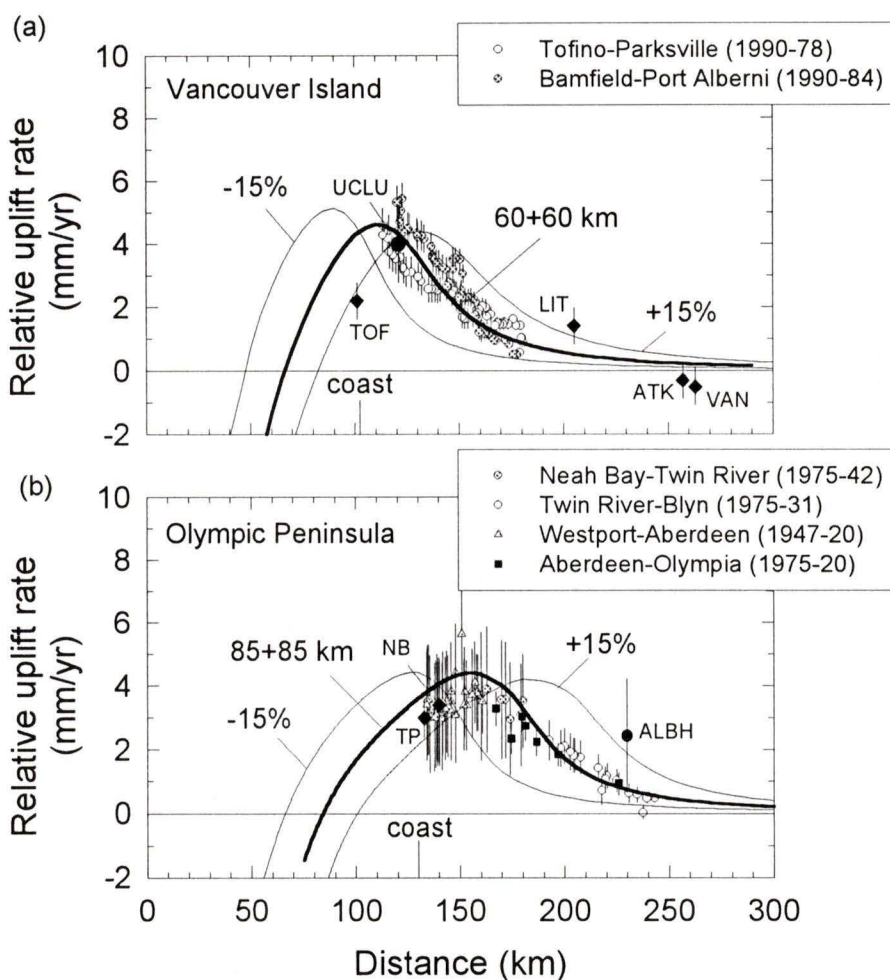 (a)
Tofino-Parksville (1990-78)
Bamfield-Port Alberni (1990-84)
10
8
6
4
2
0
-2
Relative uplift rate
(mm/yr)
Vancouver Island
-15%
UCLU
60+60 km
TOF
LIT
+15%
ATK
VAN
coast
(b)
Neah Bay-Twin River (1975-42)
Twin River-Blyn (1975-31)
Westport-Aberdeen (1947-20)
Aberdeen-Olympia (1975-20)
10
8
6
4
2
0
-2
Relative uplift rate
(mm/yr)
Olympic Peninsula
85+85 km
NB
+15%
-15%
TP
ALBH
coast
0
50
100
150
200
250
300
Distance (km)